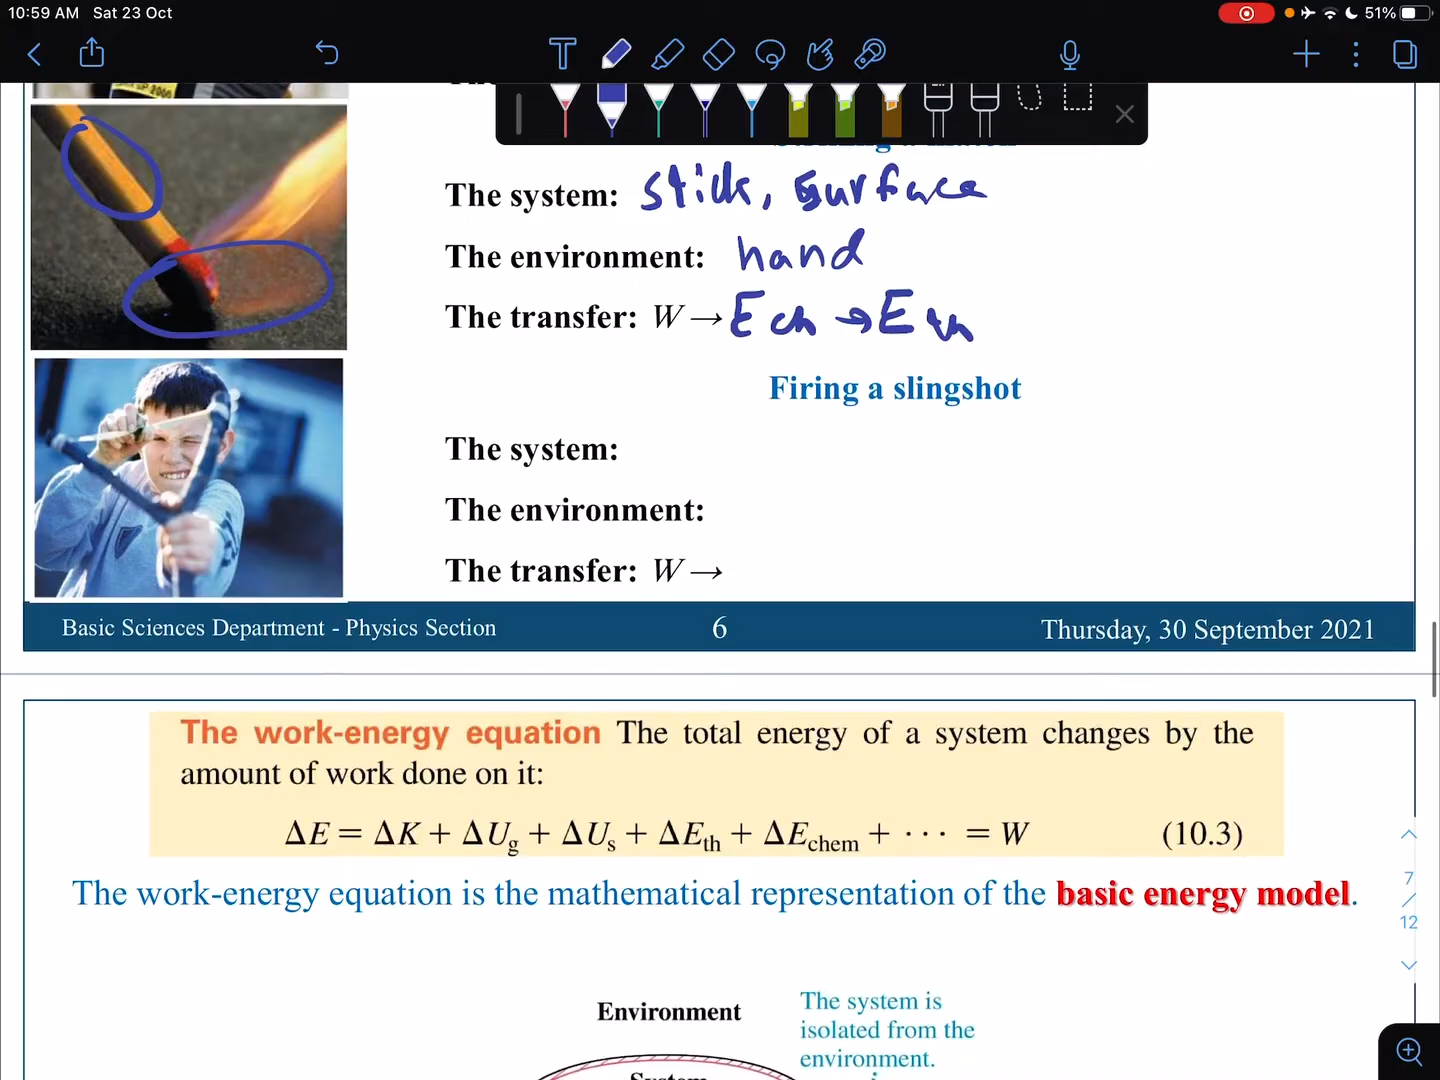 10:59 AM Sat 23 Oct
51%
The system: stick, surface
The environment: hand
The transfer: W → Ech → Eth
Firing a slingshot
The system:
The environment:
The transfer: W →
Basic Sciences Department - Physics Section
6
Thursday, 30 September 2021
The work-energy equation The total energy of a system changes by the
amount of work done on it:
ΔE = ΔK + ΔUg + ΔUs + ΔEth + ΔEchem + · · · = W (10.3)
The work-energy equation is the mathematical representation of the basic energy model.
7
/
12
Environment
The system is
isolated from the
environment.
System